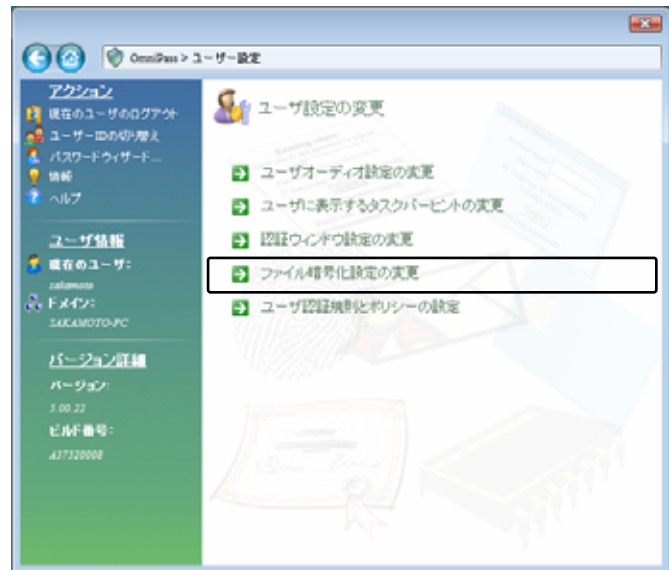 OmniPass > ユーザー設定
アクション
現在のユーザのログアウト
ユーザーIDの切り替え
パスワードウィザード...
情報
ヘルプ
ユーザ情報
現在のユーザ:
sakamoto
ドメイン:
SAKAMOTO-PC
バージョン詳細
バージョン:
5.00.22
ビルド番号:
A37320008
ユーザ設定の変更
ユーザオーディオ設定の変更
ユーザに表示するタスクバーヒントの変更
認証ウィンドウ設定の変更
ファイル暗号化設定の変更
ユーザ認証規則とポリシーの設定